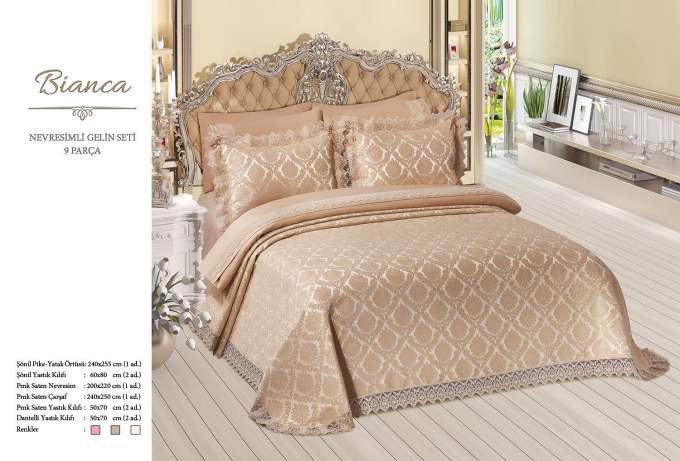 Bianca
NEVRESİMLİ GELİN SETİ
9 PARÇA
Şönil Pike-Yatak Örtüsü: 240x255 cm (1 ad.)
Şönil Yastık Kılıfı : 60x80 cm (2 ad.)
Pmk Saten Nevresim : 200x220 cm (1 ad.)
Pmk Saten Çarşaf : 240x250 cm (1 ad.)
Pmk Saten Yastık Kılıfı : 50x70 cm (2 ad.)
Dantelli Yastık Kılıfı : 50x70 cm (2 ad.)
Renkler :